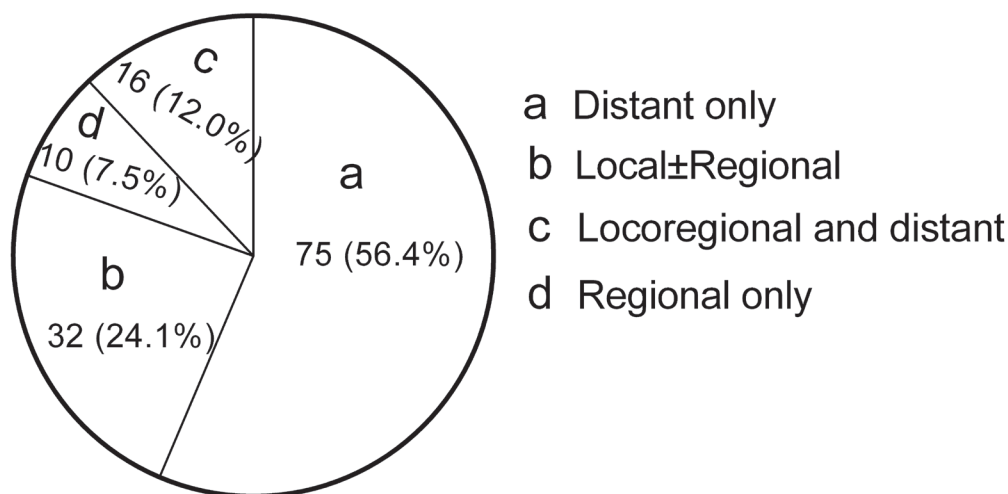 c
16 (12.0%)
d
10 (7.5%)
a
75 (56.4%)
b
32 (24.1%)
a Distant only
b Local±Regional
c Locoregional and distant
d Regional only